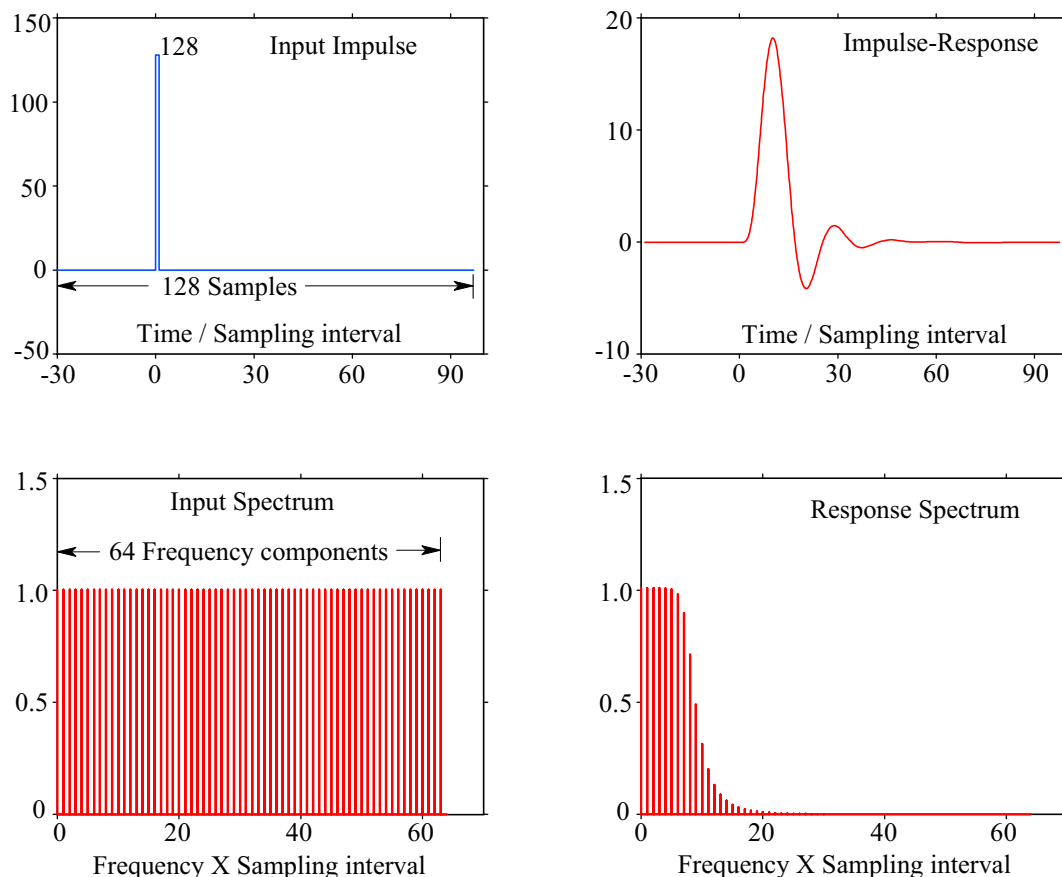 150
100
50
0
-50
128
Input Impulse
128 Samples
Time / Sampling interval
-30 0 30 60 90
20
10
0
-10
Impulse-Response
Time / Sampling interval
-30 0 30 60 90
1.5
1.0
0.5
0
Input Spectrum
64 Frequency components
0 20 40 60
Frequency X Sampling interval
1.5
1.0
0.5
0
Response Spectrum
0 20 40 60
Frequency X Sampling interval